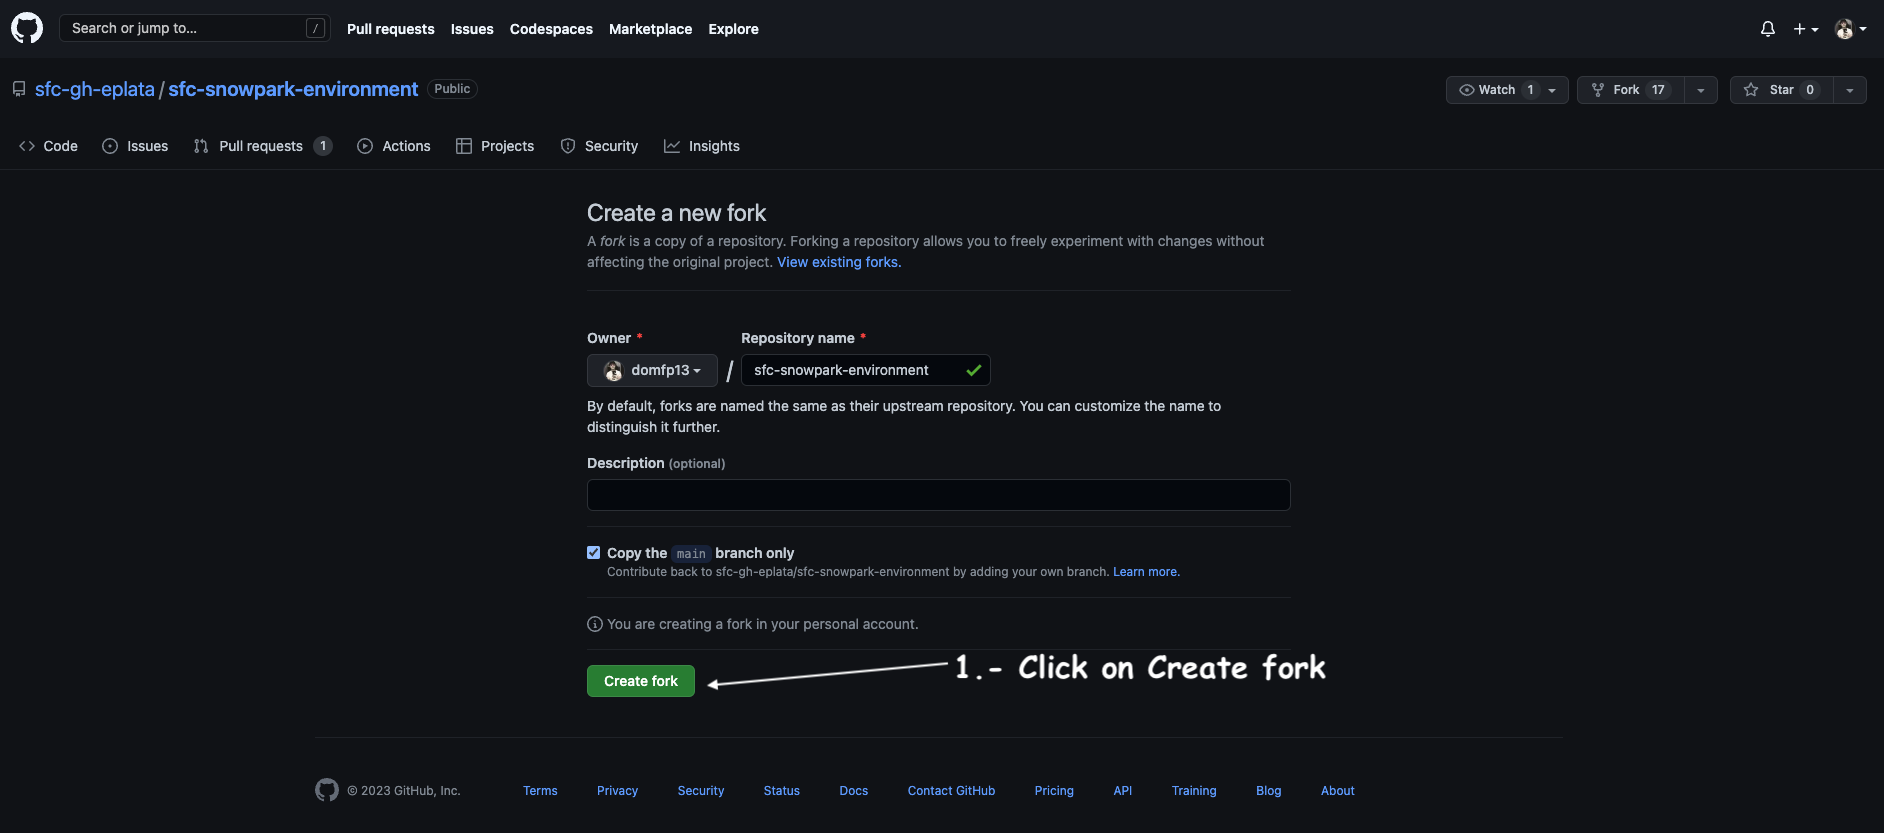 Search or jump to... /
Pull requests Issues Codespaces Marketplace Explore
sfc-gh-eplata / sfc-snowpark-environment Public
Watch 1 Fork 17 Star 0
Code Issues Pull requests 1 Actions Projects Security Insights
Create a new fork
A fork is a copy of a repository. Forking a repository allows you to freely experiment with changes without
affecting the original project. View existing forks.
Owner * Repository name *
domfp13 / sfc-snowpark-environment
By default, forks are named the same as their upstream repository. You can customize the name to
distinguish it further.
Description (optional)
Copy the main branch only
Contribute back to sfc-gh-eplata/sfc-snowpark-environment by adding your own branch. Learn more.
You are creating a fork in your personal account.
Create fork
1.- Click on Create fork
© 2023 GitHub, Inc. Terms Privacy Security Status Docs Contact GitHub Pricing API Training Blog About